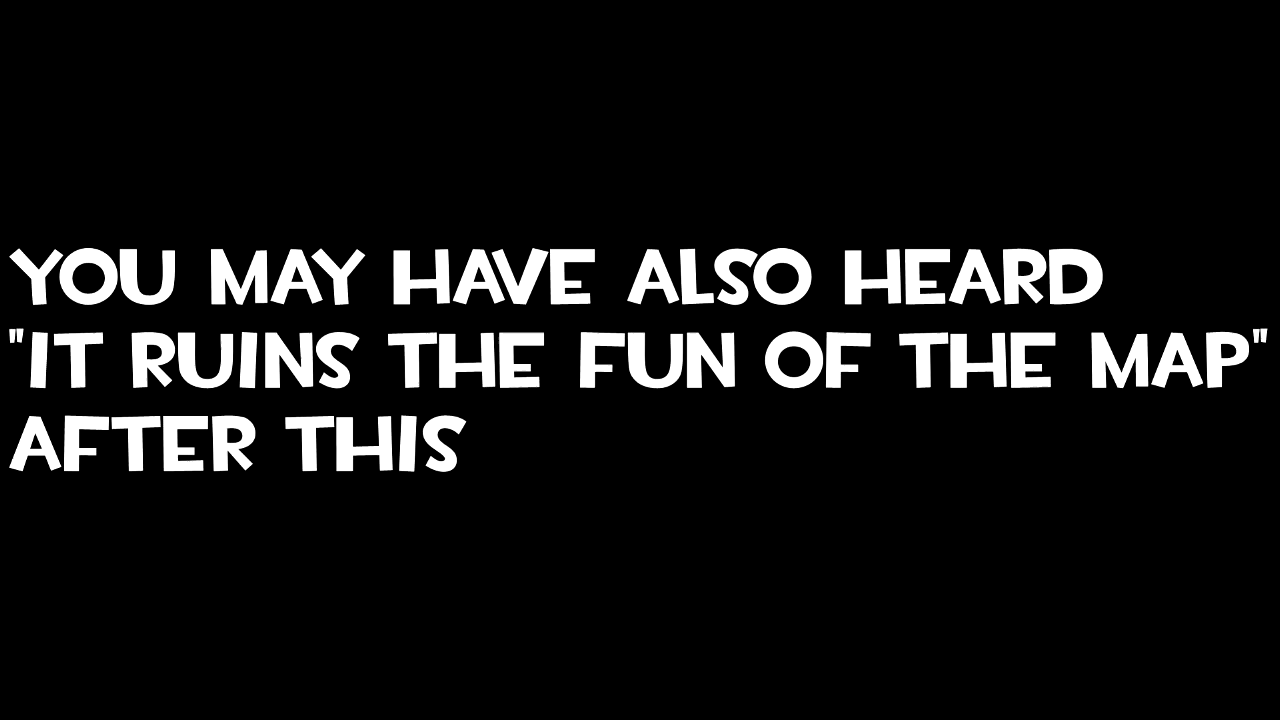 YOU MAY HAVE ALSO HEARD
"IT RUINS THE FUN OF THE MAP"
AFTER THIS